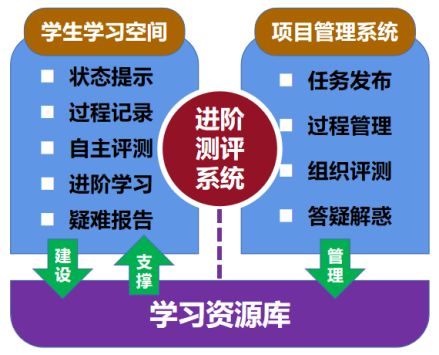 学生学习空间
状态提示
过程记录
自主评测
进阶学习
疑难报告
项目管理系统
任务发布
过程管理
组织评测
答疑解惑
进阶
测评
系统
建设
支撑
管理
学习资源库